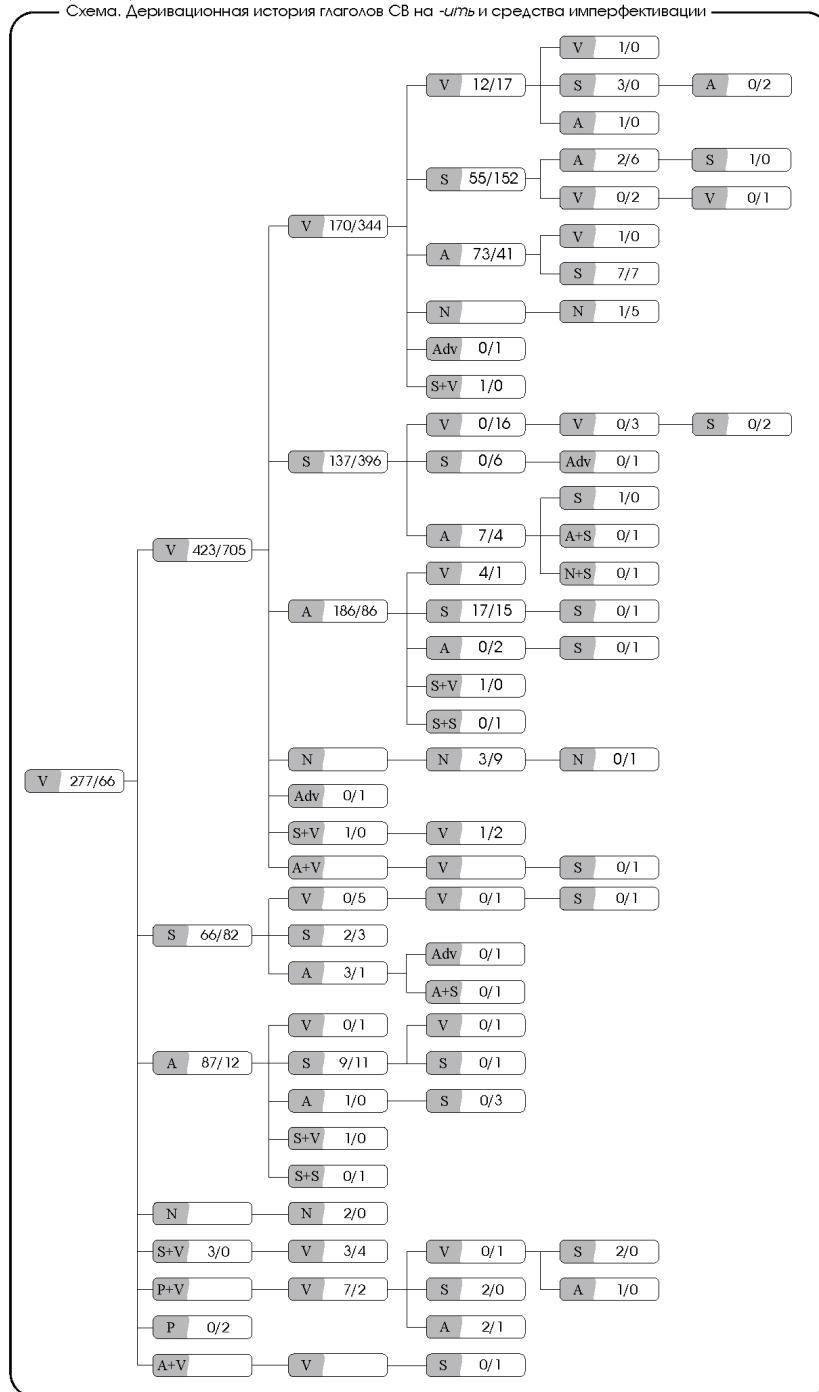 Схема. Деривационная история глаголов СВ на -ить и средства имперфективации
V 1/0
V 12/17 S 3/0 A 0/2
A 1/0
A 2/6 S 1/0
S 55/152
V 0/2 V 0/1
V 170/344
V 1/0
A 73/41
S 7/7
N N 1/5
Adv 0/1
S+V 1/0
V 0/16 V 0/3 S 0/2
S 137/396 S 0/6 Adv 0/1
S 1/0
A 7/4 A+S 0/1
V 423/705
N+S 0/1
V 4/1
A 186/86 S 17/15 S 0/1
A 0/2 S 0/1
S+V 1/0
S+S 0/1
N N 3/9 N 0/1
V 277/66
Adv 0/1
S+V 1/0 V 1/2
A+V V S 0/1
V 0/5 V 0/1 S 0/1
S 66/82 S 2/3
Adv 0/1
A 3/1
A+S 0/1
V 0/1 V 0/1
A 87/12 S 9/11 S 0/1
A 1/0 S 0/3
S+V 1/0
S+S 0/1
N N 2/0
S+V 3/0 V 3/4 V 0/1 S 2/0
P+V V 7/2 S 2/0 A 1/0
P 0/2 A 2/1
A+V V S 0/1